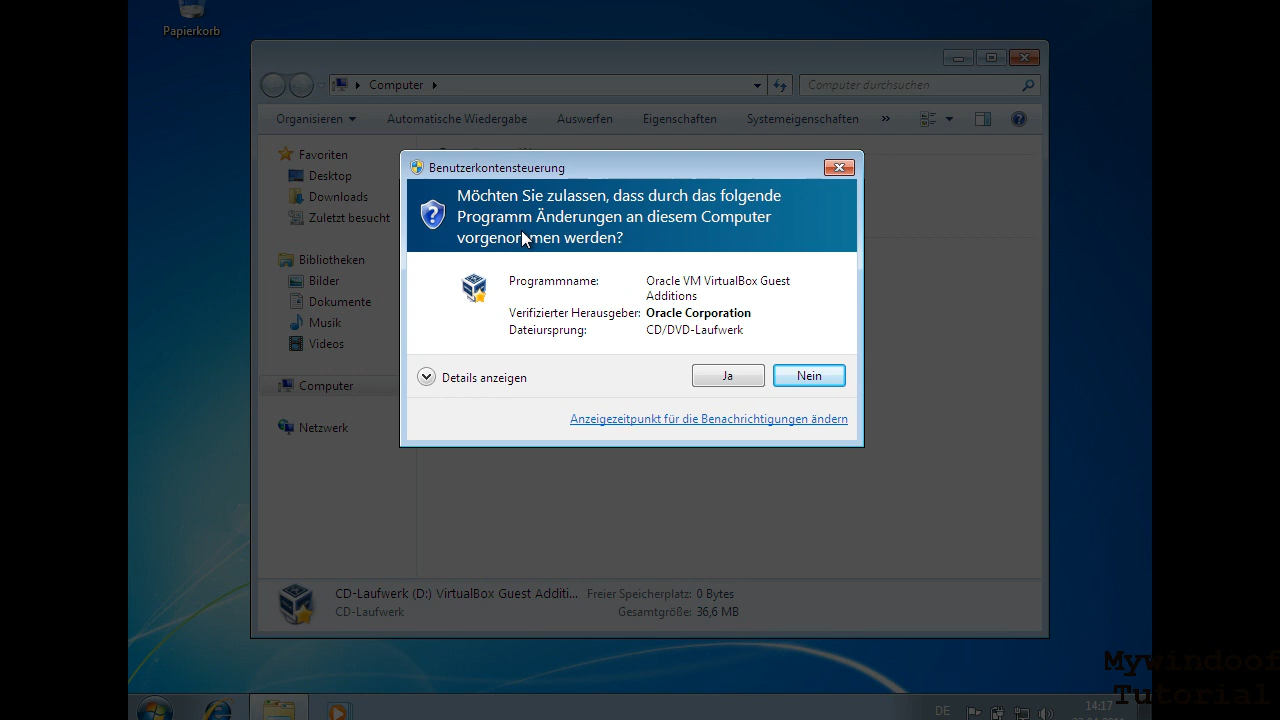 Papierkorb
Computer
Computer durchsuchen
Organisieren
Automatische Wiedergabe
Auswerfen
Eigenschaften
Systemeigenschaften
»
Favoriten
Desktop
Downloads
Zuletzt besucht
Bibliotheken
Bilder
Dokumente
Musik
Videos
Computer
Netzwerk
Benutzerkontensteuerung
Möchten Sie zulassen, dass durch das folgende
Programm Änderungen an diesem Computer
vorgenommen werden?
Programmname: Oracle VM VirtualBox Guest
Additions
Verifizierter Herausgeber: Oracle Corporation
Dateiursprung: CD/DVD-Laufwerk
Details anzeigen
Ja
Nein
Anzeigezeitpunkt für die Benachrichtigungen ändern
CD-Laufwerk (D:) VirtualBox Guest Additi... Freier Speicherplatz: 0 Bytes
CD-Laufwerk Gesamtgröße: 36,6 MB
Mywindoof
Tutorial
DE
14:17